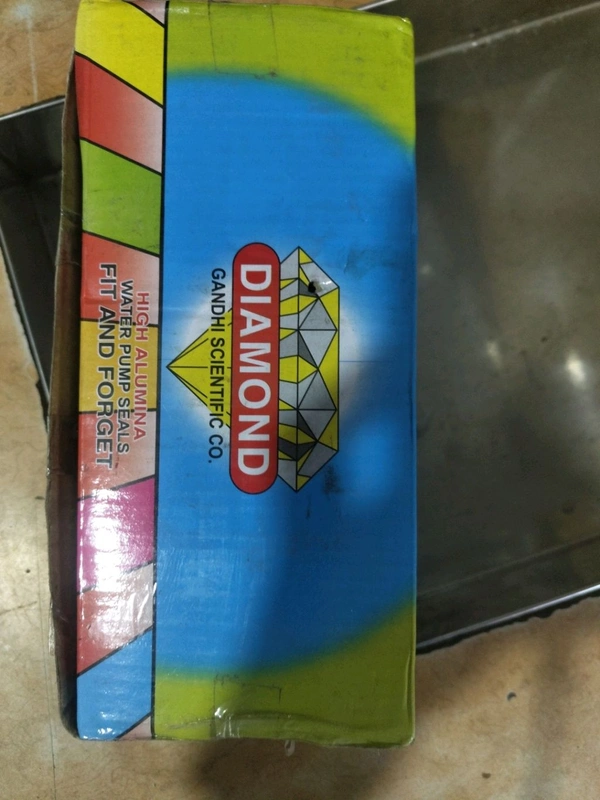 DIAMOND
GANDHI SCIENTIFIC CO.
HIGH ALUMINA
WATER PUMP SEALS
FIT AND FORGET